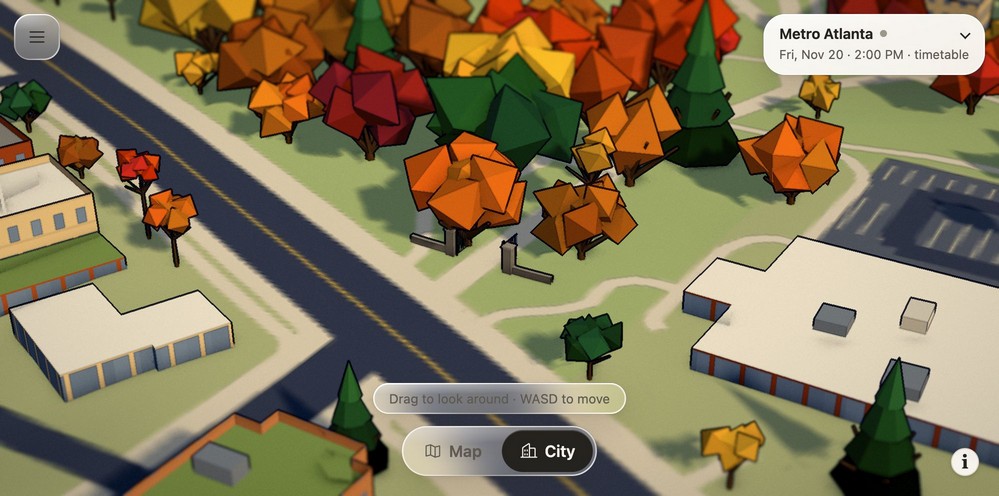 Metro Atlanta
Fri, Nov 20 · 2:00 PM · timetable
Drag to look around · WASD to move
Map
City
i